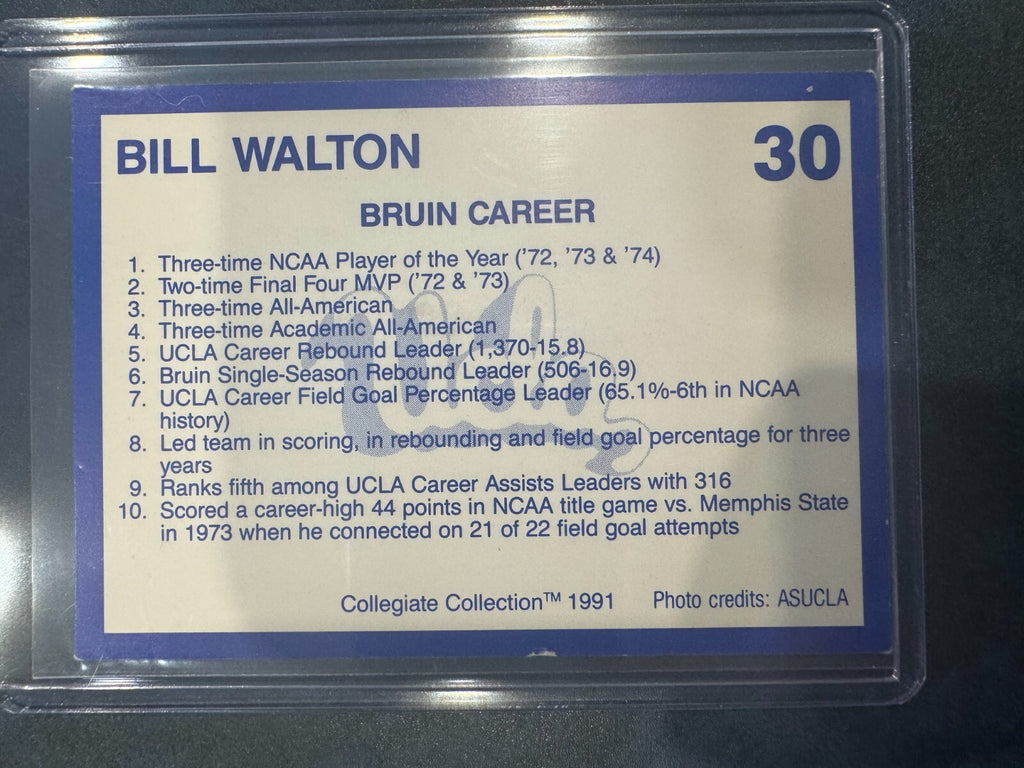 BILL WALTON 30
BRUIN CAREER
1. Three-time NCAA Player of the Year ('72, '73 & '74)
2. Two-time Final Four MVP ('72 & '73)
3. Three-time All-American
4. Three-time Academic All-American
5. UCLA Career Rebound Leader (1,370-15.8)
6. Bruin Single-Season Rebound Leader (506-16.9)
7. UCLA Career Field Goal Percentage Leader (65.1%-6th in NCAA
history)
8. Led team in scoring, in rebounding and field goal percentage for three
years
9. Ranks fifth among UCLA Career Assists Leaders with 316
10. Scored a career-high 44 points in NCAA title game vs. Memphis State
in 1973 when he connected on 21 of 22 field goal attempts
Ucla
Collegiate Collection™ 1991 Photo credits: ASUCLA